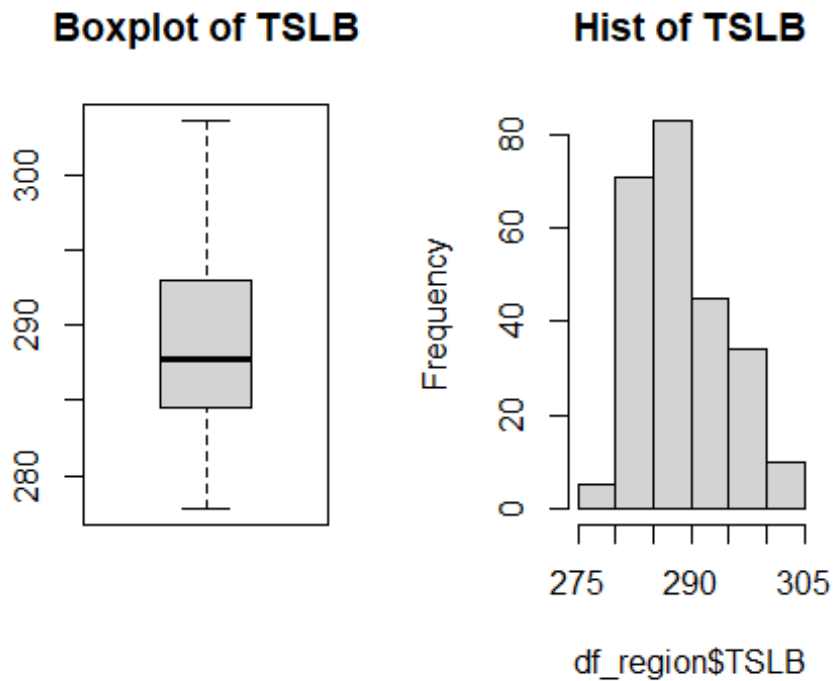 Boxplot of TSLB
300
290
280
Hist of TSLB
Frequency
80
60
40
20
0
275 290 305
df_region$TSLB